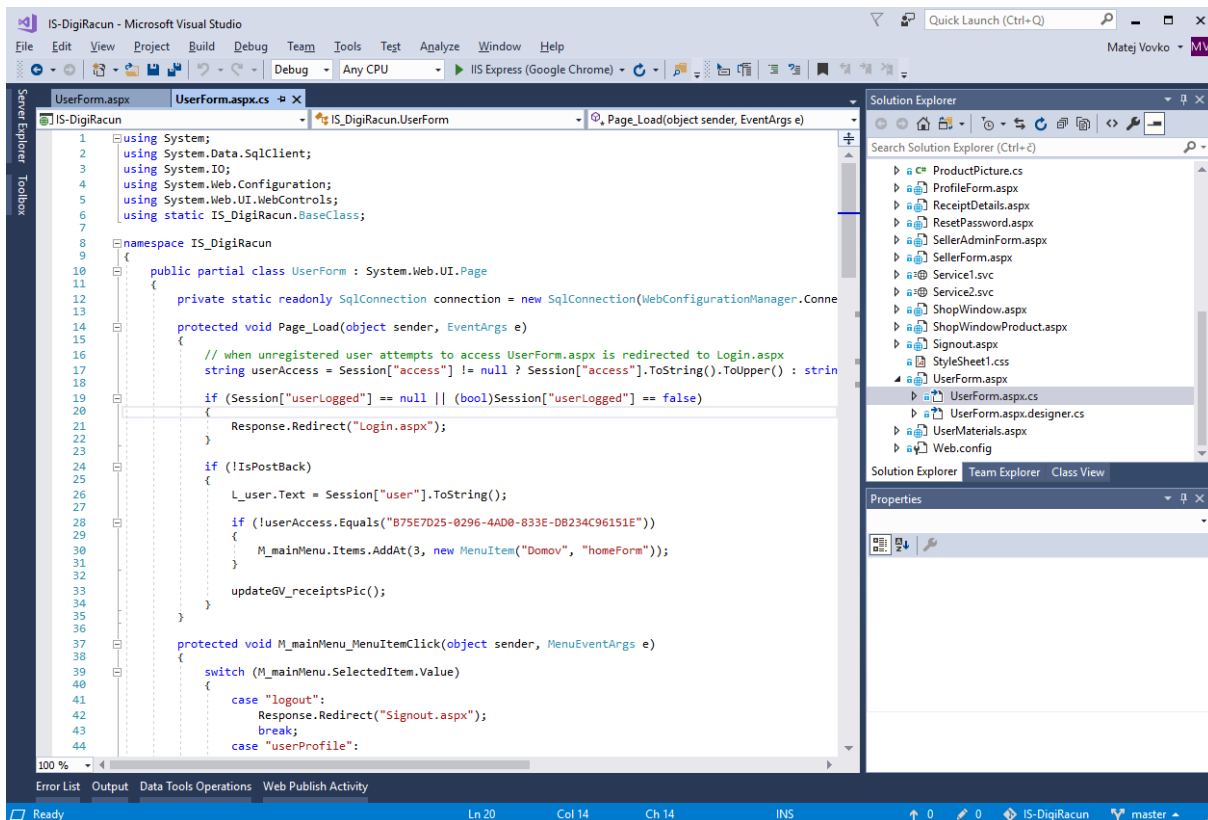 IS-DigiRacun - Microsoft Visual Studio
Quick Launch (Ctrl+Q)
File Edit View Project Build Debug Team Tools Test Analyze Window Help
Matej Vovko MV
Debug Any CPU IIS Express (Google Chrome)
Server Explorer
Toolbox
UserForm.aspx UserForm.aspx.cs
IS-DigiRacun IS_DigiRacun.UserForm Page_Load(object sender, EventArgs e)
1 using System;
2 using System.Data.SqlClient;
3 using System.IO;
4 using System.Web.Configuration;
5 using System.Web.UI.WebControls;
6 using static IS_DigiRacun.BaseClass;
7
8 namespace IS_DigiRacun
9 {
10 public partial class UserForm : System.Web.UI.Page
11 {
12 private static readonly SqlConnection connection = new SqlConnection(WebConfigurationManager.Conne
13
14 protected void Page_Load(object sender, EventArgs e)
15 {
16 // when unregistered user attempts to access UserForm.aspx is redirected to Login.aspx
17 string userAccess = Session["access"] != null ? Session["access"].ToString().ToUpper() : strin
18
19 if (Session["userLogged"] == null || (bool)Session["userLogged"] == false)
20 {
21 Response.Redirect("Login.aspx");
22 }
23
24 if (!IsPostBack)
25 {
26 L_user.Text = Session["user"].ToString();
27
28 if (!userAccess.Equals("B75E7D25-0296-4AD0-833E-DB234C96151E"))
29 {
30 M_mainMenu.Items.AddAt(3, new MenuItem("Domov", "homeForm"));
31 }
32
33 updateGV_receiptsPic();
34 }
35 }
36
37 protected void M_mainMenu_MenuItemClick(object sender, MenuEventArgs e)
38 {
39 switch (M_mainMenu.SelectedItem.Value)
40 {
41 case "logout":
42 Response.Redirect("Signout.aspx");
43 break;
44 case "userProfile":
100 %
Solution Explorer
Search Solution Explorer (Ctrl+č)
C# ProductPicture.cs
ProfileForm.aspx
ReceiptDetails.aspx
ResetPassword.aspx
SellerAdminForm.aspx
SellerForm.aspx
Service1.svc
Service2.svc
ShopWindow.aspx
ShopWindowProduct.aspx
Signout.aspx
StyleSheet1.css
UserForm.aspx
UserForm.aspx.cs
UserForm.aspx.designer.cs
UserMaterials.aspx
Web.config
Solution Explorer Team Explorer Class View
Properties
Error List Output Data Tools Operations Web Publish Activity
Ready Ln 20 Col 14 Ch 14 INS 0 0 IS-DigiRacun master